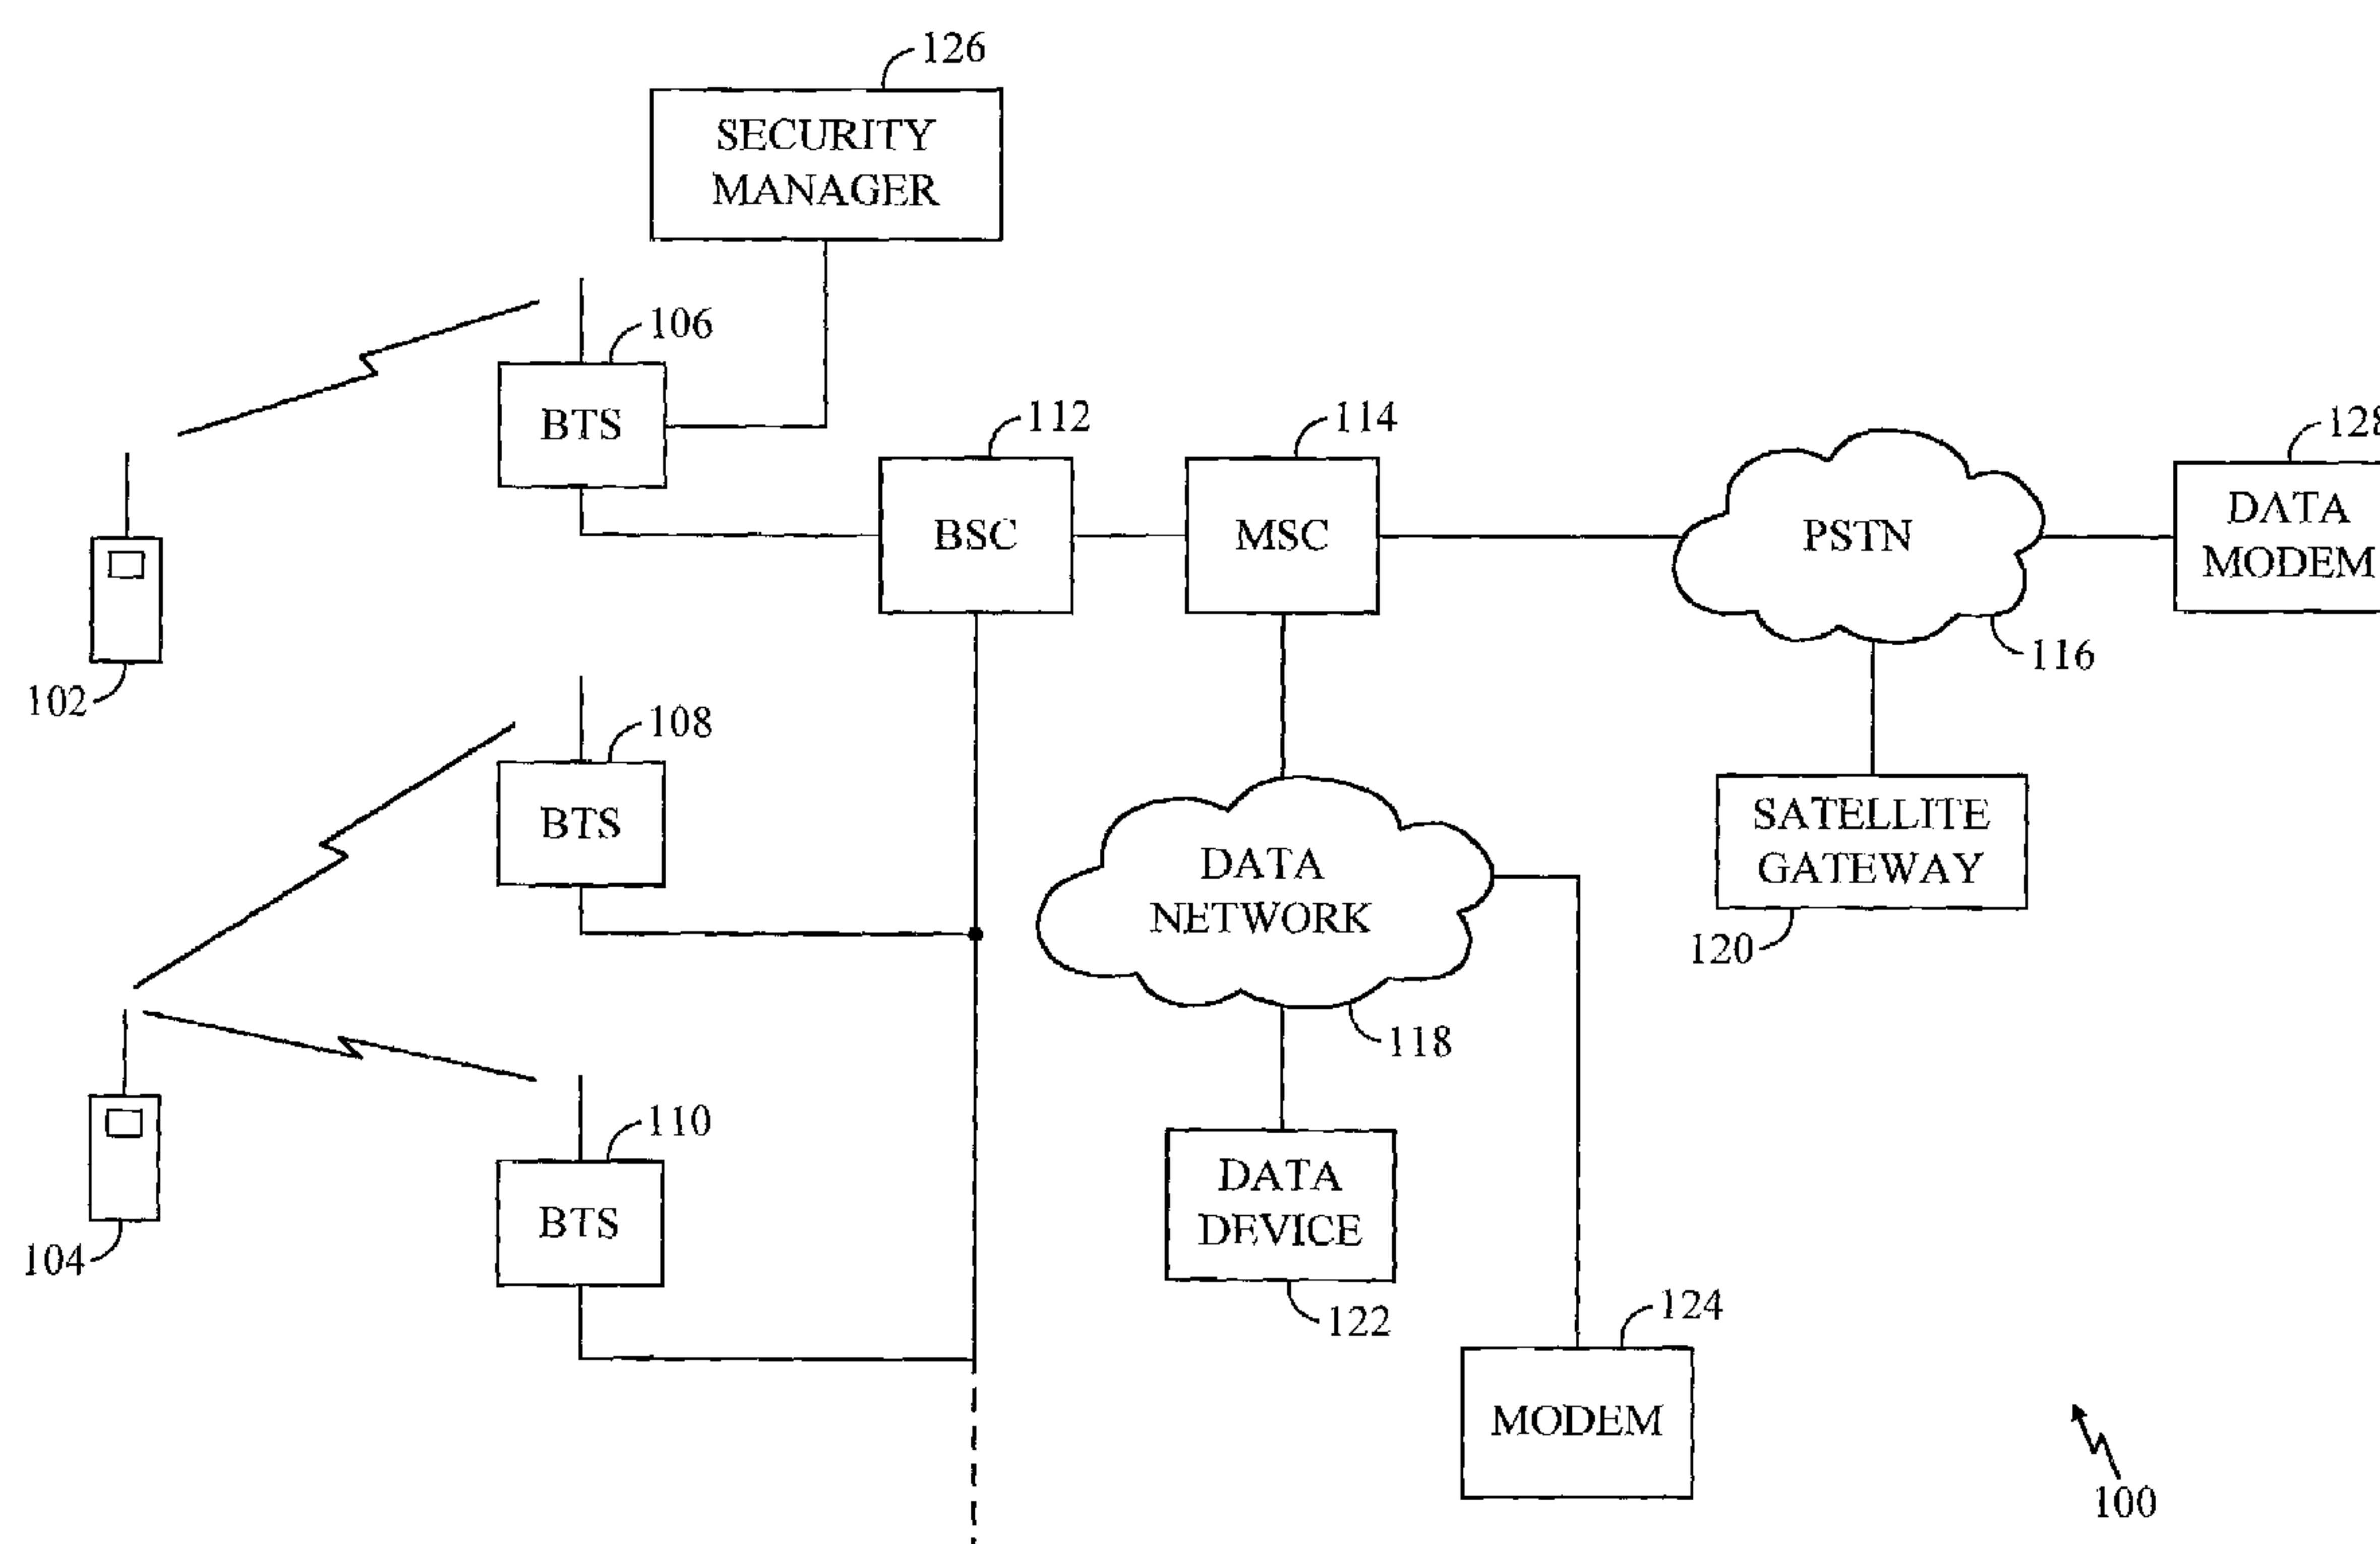 126
SECURITY
MANAGER
106
BTS
112
BSC
114
MSC
PSTN
116
128
DATA
MODEM
102
108
BTS
DATA
NETWORK
118
SATELLITE
GATEWAY
120
104
110
BTS
DATA
DEVICE
122
124
MODEM
100